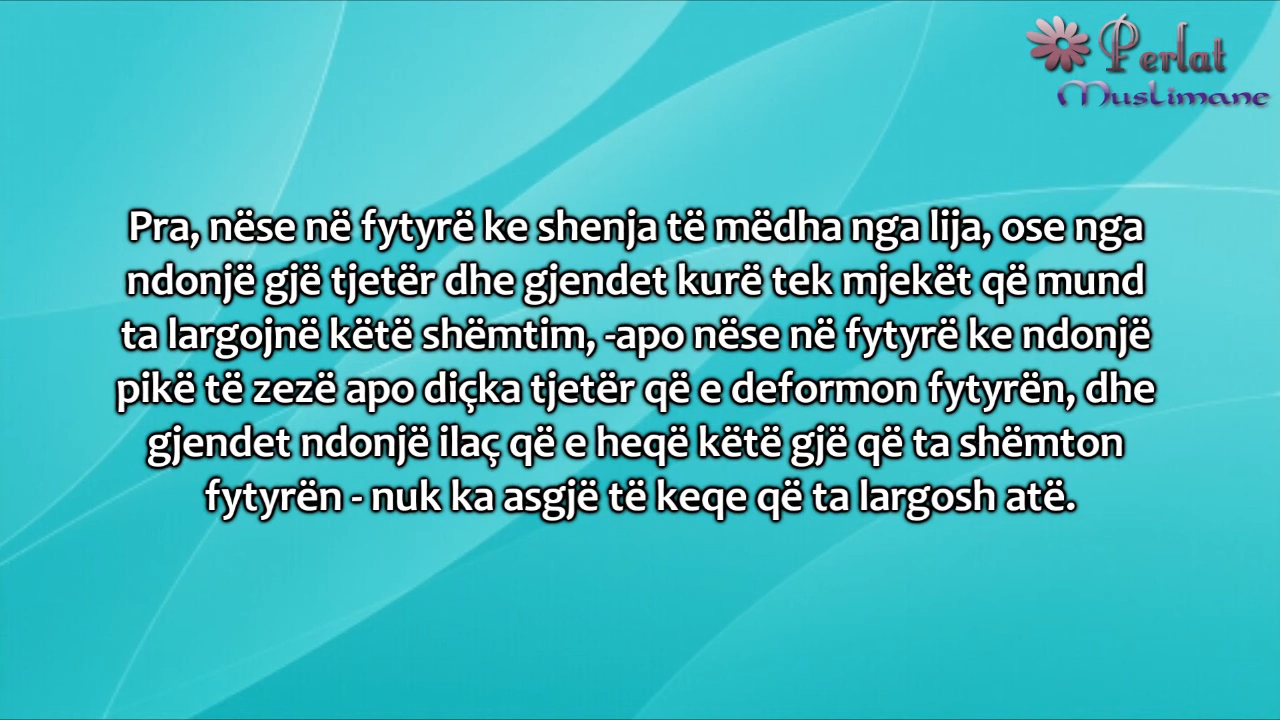 Perlat
Muslimane
Pra, nëse në fytyrë ke shenja të mëdha nga lija, ose nga
ndonjë gjë tjetër dhe gjendet kurë tek mjekët që mund
ta largojnë këtë shëmtim, -apo nëse në fytyrë ke ndonjë
pikë të zezë apo diçka tjetër që e deformon fytyrën, dhe
gjendet ndonjë ilaç që e heqë këtë gjë që ta shëmton
fytyrën - nuk ka asgjë të keqe që ta largosh atë.